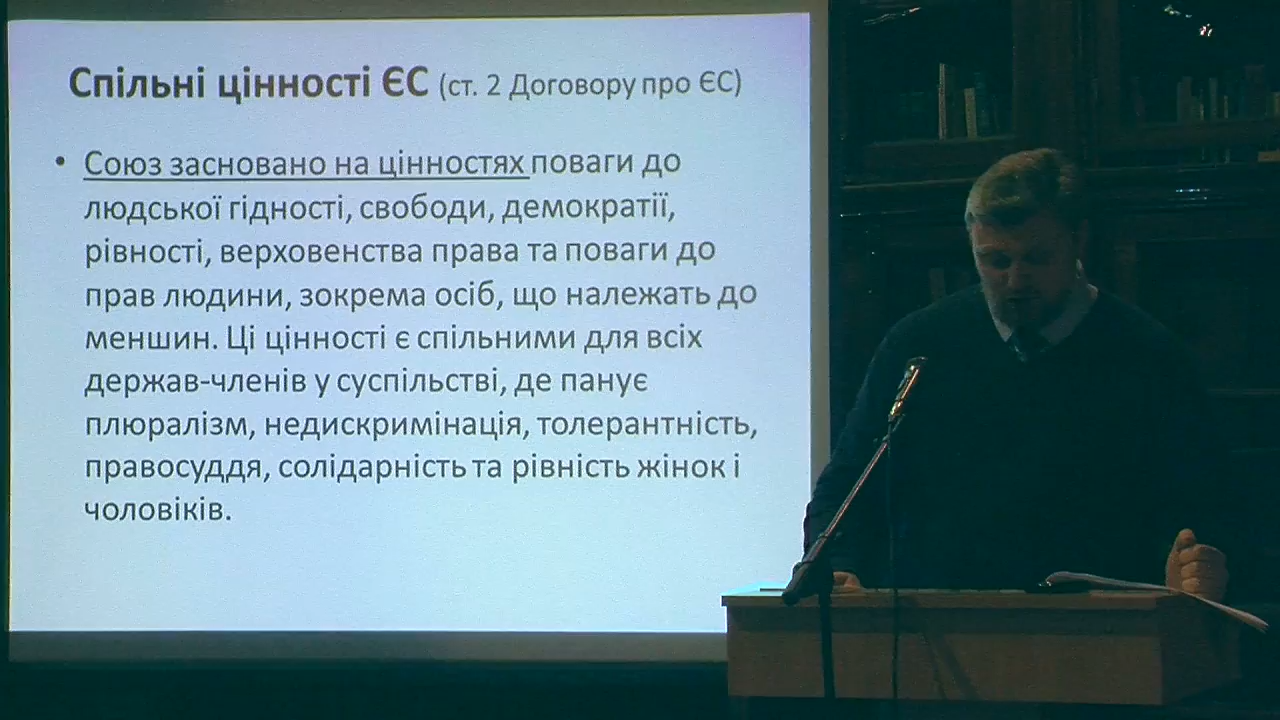 Спільні цінності ЄС (ст. 2 Договору про ЄС)
• Союз засновано на цінностях поваги до
людської гідності, свободи, демократії,
рівності, верховенства права та поваги до
прав людини, зокрема осіб, що належать до
меншин. Ці цінності є спільними для всіх
держав-членів у суспільстві, де панує
плюралізм, недискримінація, толерантність,
правосуддя, солідарність та рівність жінок і
чоловіків.